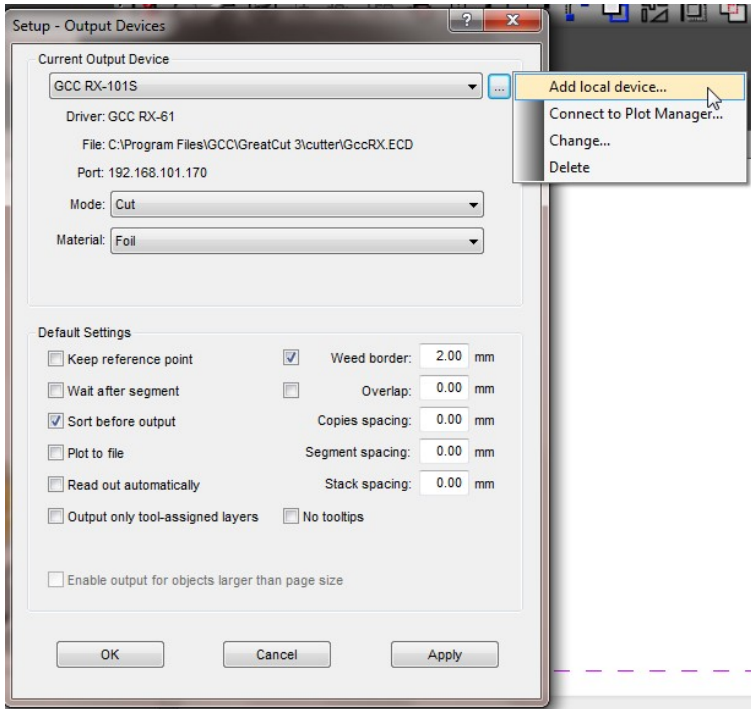 Setup - Output Devices
?
X
Current Output Device
GCC RX-101S
...
Add local device...
Connect to Plot Manager...
Change...
Delete
Driver: GCC RX-61
File: C:\Program Files\GCC\GreatCut 3\cutter\GccRX.ECD
Port: 192.168.101.170
Mode: Cut
Material: Foil
Default Settings
Keep reference point
Weed border: 2.00 mm
Wait after segment
Overlap: 0.00 mm
Sort before output
Copies spacing: 0.00 mm
Plot to file
Segment spacing: 0.00 mm
Read out automatically
Stack spacing: 0.00 mm
Output only tool-assigned layers
No tooltips
Enable output for objects larger than page size
OK
Cancel
Apply